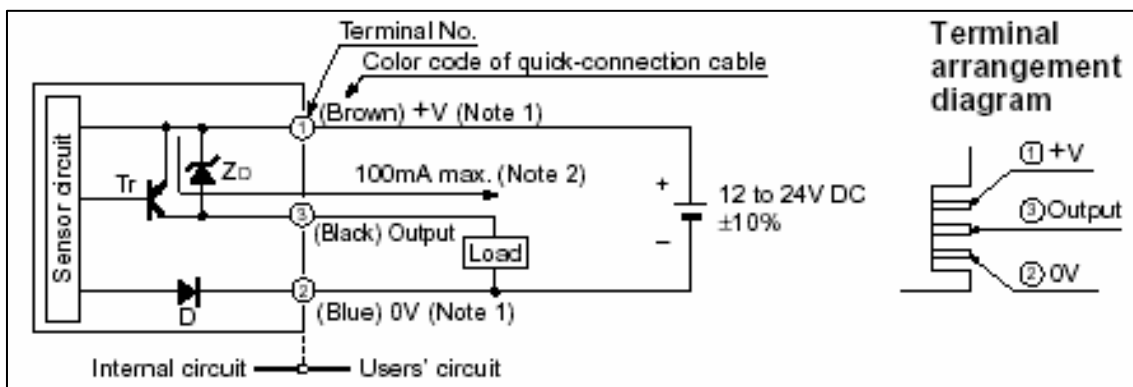 Terminal No.
Color code of quick-connection cable
(Brown) +V (Note 1)
1
Sensor circuit
Tr
ZD
100mA max. (Note 2)
3
(Black) Output
Load
+
−
12 to 24V DC
±10%
D
2
(Blue) 0V (Note 1)
Internal circuit
Users' circuit
Terminal
arrangement
diagram
① +V
③ Output
② 0V